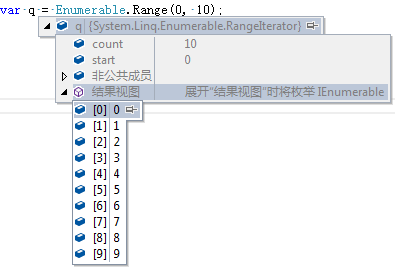 var q = Enumerable.Range(0, 10);
q {System.Linq.Enumerable.RangeIterator}
count 10
start 0
非公共成员
结果视图 展开“结果视图”时将枚举 IEnumerable
[0] 0
[1] 1
[2] 2
[3] 3
[4] 4
[5] 5
[6] 6
[7] 7
[8] 8
[9] 9